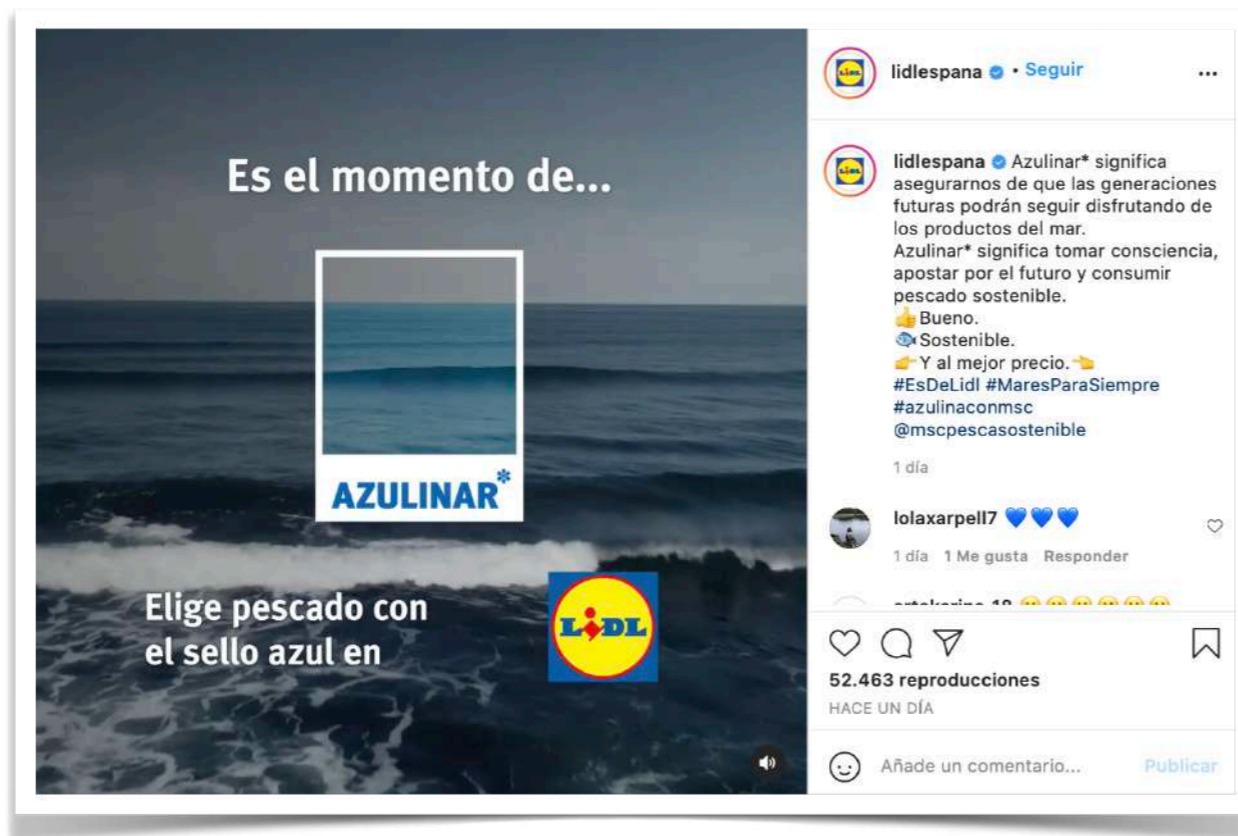 Es el momento de...
AZULINAR*
Elige pescado con
el sello azul en
LIDL
lidlespana • Seguir
...
lidlespana Azulinar* significa
asegurarnos de que las generaciones
futuras podrán seguir disfrutando de
los productos del mar.
Azulinar* significa tomar consciencia,
apostar por el futuro y consumir
pescado sostenible.
👍Bueno.
🐟Sostenible.
👉Y al mejor precio.👈
#EsDeLidl #MaresParaSiempre
#azulinaconmsc
@mscpescasostenible
1 día
lolaxarpell7 💙💙💙
1 día 1 Me gusta Responder
52.463 reproducciones
HACE UN DÍA
Añade un comentario... Publicar